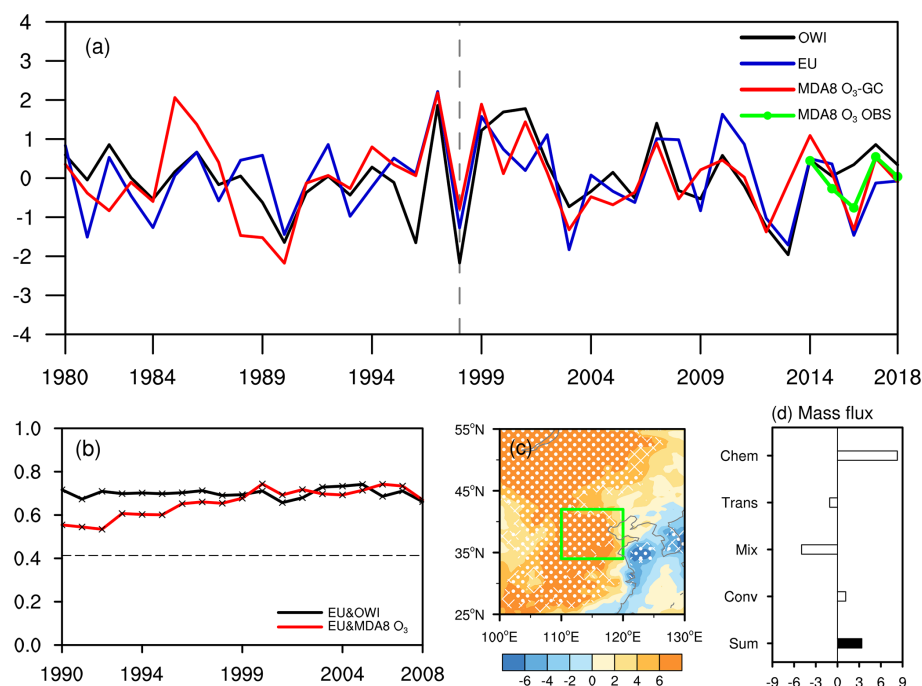 (a)
OWI
EU
MDA8 O₃-GC
MDA8 O₃ OBS
4
3
2
1
0
-1
-2
-3
-4
1980 1984 1989 1994 1999 2004 2009 2014 2018
(b)
1.0
0.8
0.6
0.4
0.2
0.0
EU&OWI
EU&MDA8 O₃
1990 1994 1999 2004 2008
(c)
55°N
45°N
35°N
25°N
100°E 110°E 120°E 130°E
-6 -4 -2 0 2 4 6
(d) Mass flux
Chem
Trans
Mix
Conv
Sum
-9 -6 -3 0 3 6 9